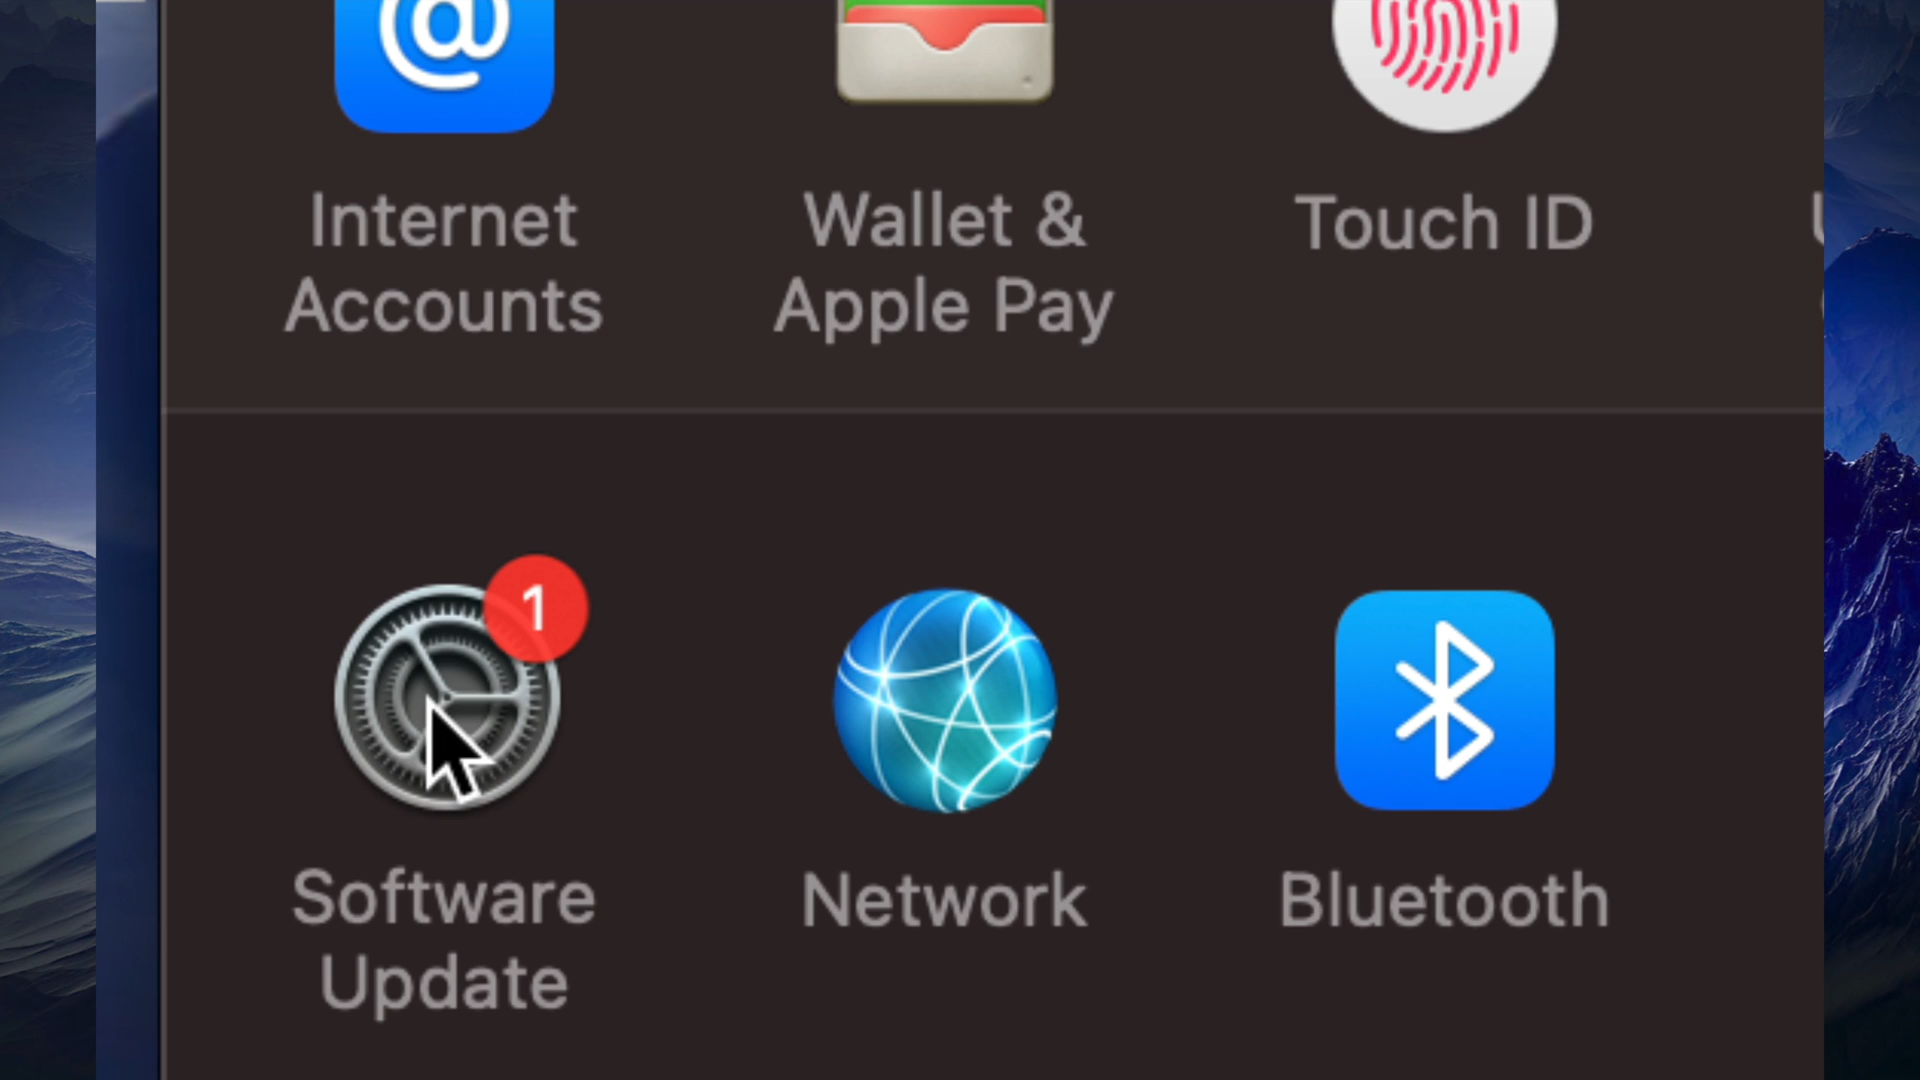 @
Internet
Accounts
Wallet &
Apple Pay
Touch ID
1
Software
Update
Network
Bluetooth